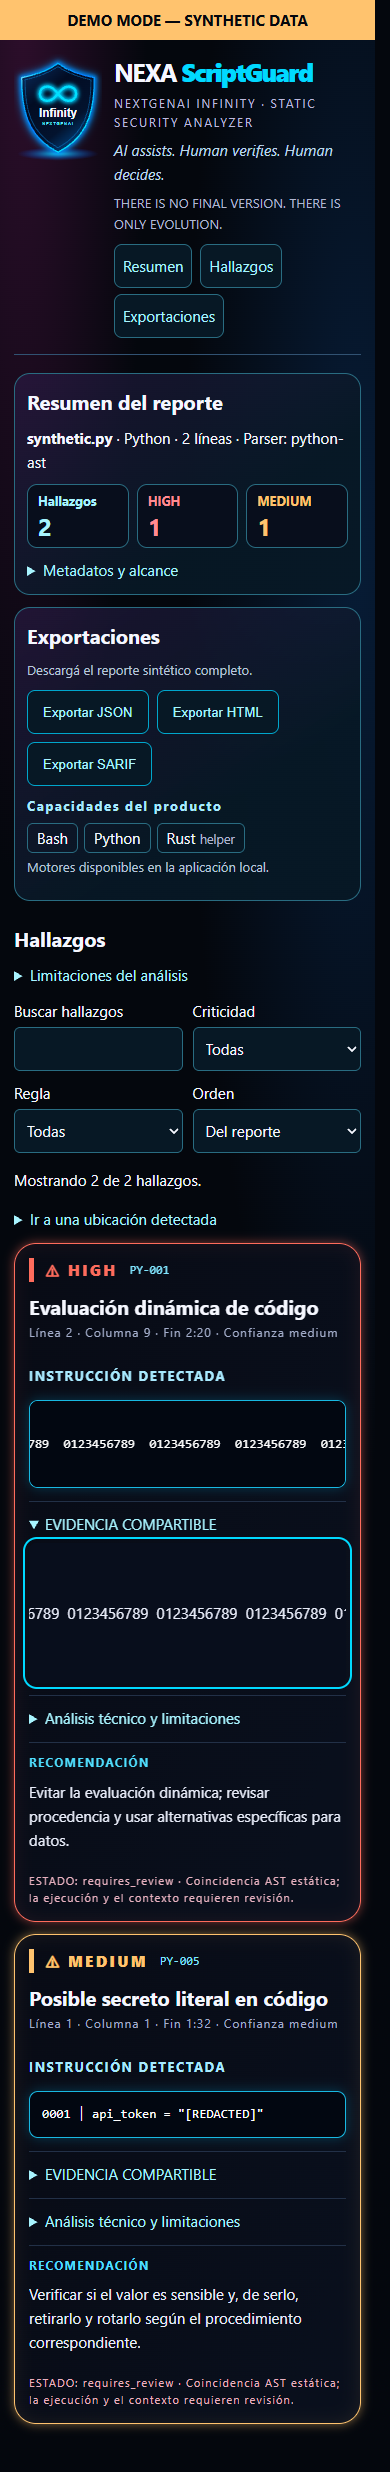 DEMO MODE — SYNTHETIC DATA
Infinity
NEXTGENAI
NEXA ScriptGuard
NEXTGENAI INFINITY · STATIC
SECURITY ANALYZER
AI assists. Human verifies. Human
decides.
THERE IS NO FINAL VERSION. THERE IS
ONLY EVOLUTION.
Resumen
Hallazgos
Exportaciones
Resumen del reporte
synthetic.py · Python · 2 líneas · Parser: python-
ast
Hallazgos
2
HIGH
1
MEDIUM
1
Metadatos y alcance
Exportaciones
Descargá el reporte sintético completo.
Exportar JSON
Exportar HTML
Exportar SARIF
Capacidades del producto
Bash
Python
Rust helper
Motores disponibles en la aplicación local.
Hallazgos
Limitaciones del análisis
Buscar hallazgos
Criticidad
Todas
Regla
Orden
Todas
Del reporte
Mostrando 2 de 2 hallazgos.
Ir a una ubicación detectada
HIGH PY-001
Evaluación dinámica de código
Línea 2 · Columna 9 · Fin 2:20 · Confianza medium
INSTRUCCIÓN DETECTADA
789 0123456789 0123456789 0123456789 012
EVIDENCIA COMPARTIBLE
6789 0123456789 0123456789 0123456789 0
Análisis técnico y limitaciones
RECOMENDACIÓN
Evitar la evaluación dinámica; revisar
procedencia y usar alternativas específicas para
datos.
ESTADO: requires_review · Coincidencia AST estática;
la ejecución y el contexto requieren revisión.
MEDIUM PY-005
Posible secreto literal en código
Línea 1 · Columna 1 · Fin 1:32 · Confianza medium
INSTRUCCIÓN DETECTADA
0001 | api_token = "[REDACTED]"
EVIDENCIA COMPARTIBLE
Análisis técnico y limitaciones
RECOMENDACIÓN
Verificar si el valor es sensible y, de serlo,
retirarlo y rotarlo según el procedimiento
correspondiente.
ESTADO: requires_review · Coincidencia AST estática;
la ejecución y el contexto requieren revisión.